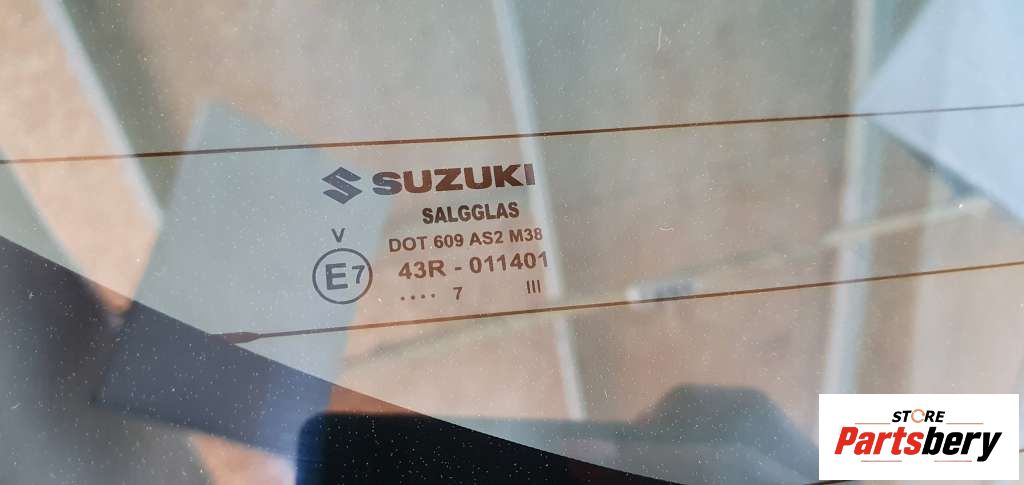 SUZUKI
SALGGLAS
V
DOT 609 AS2 M38
E7
43R - 011401
.... 7 III
STORE
Partsbery